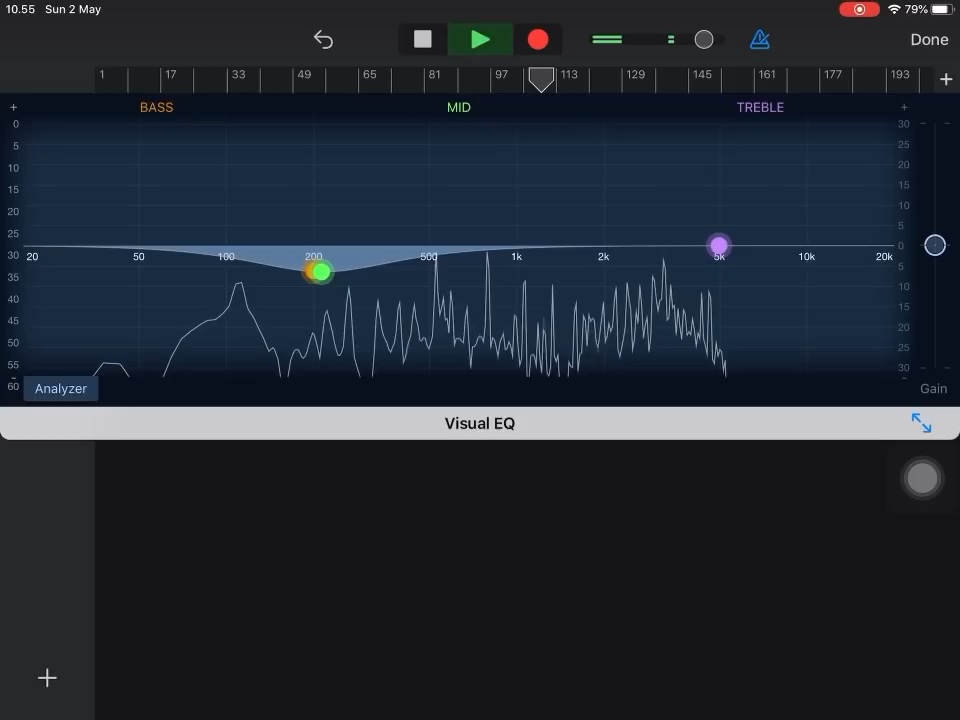 10.55 Sun 2 May 79%
Done
1 17 33 49 65 81 97 113 129 145 161 177 193 +
+ BASS MID TREBLE +
0 30
5 25
10 20
15 15
20 10
25 5
0
30 20 50 100 200 500 1k 2k 5k 10k 20k 5
35 10
40 15
45 20
50 25
55 30
60 Analyzer Gain
Visual EQ
+